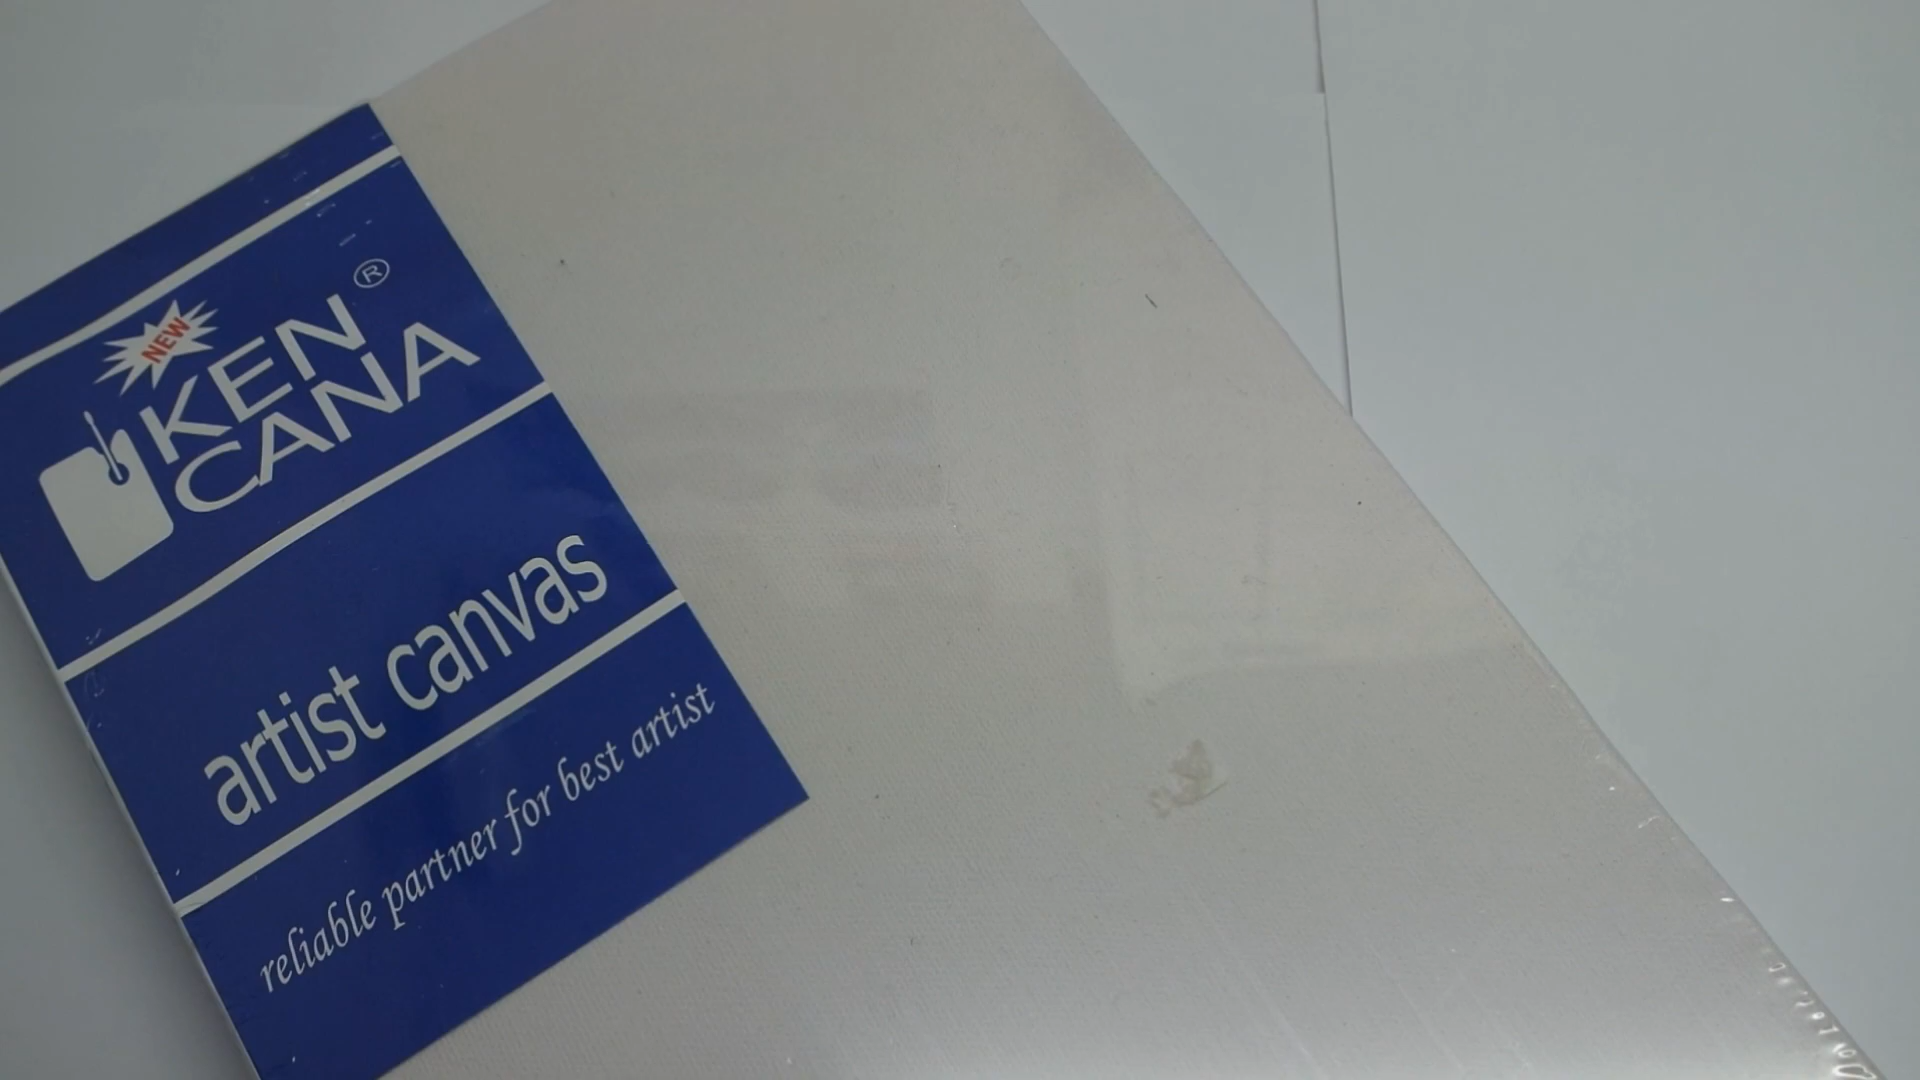 NEW
KEN ®
CANA
artist canvas
reliable partner for best artist